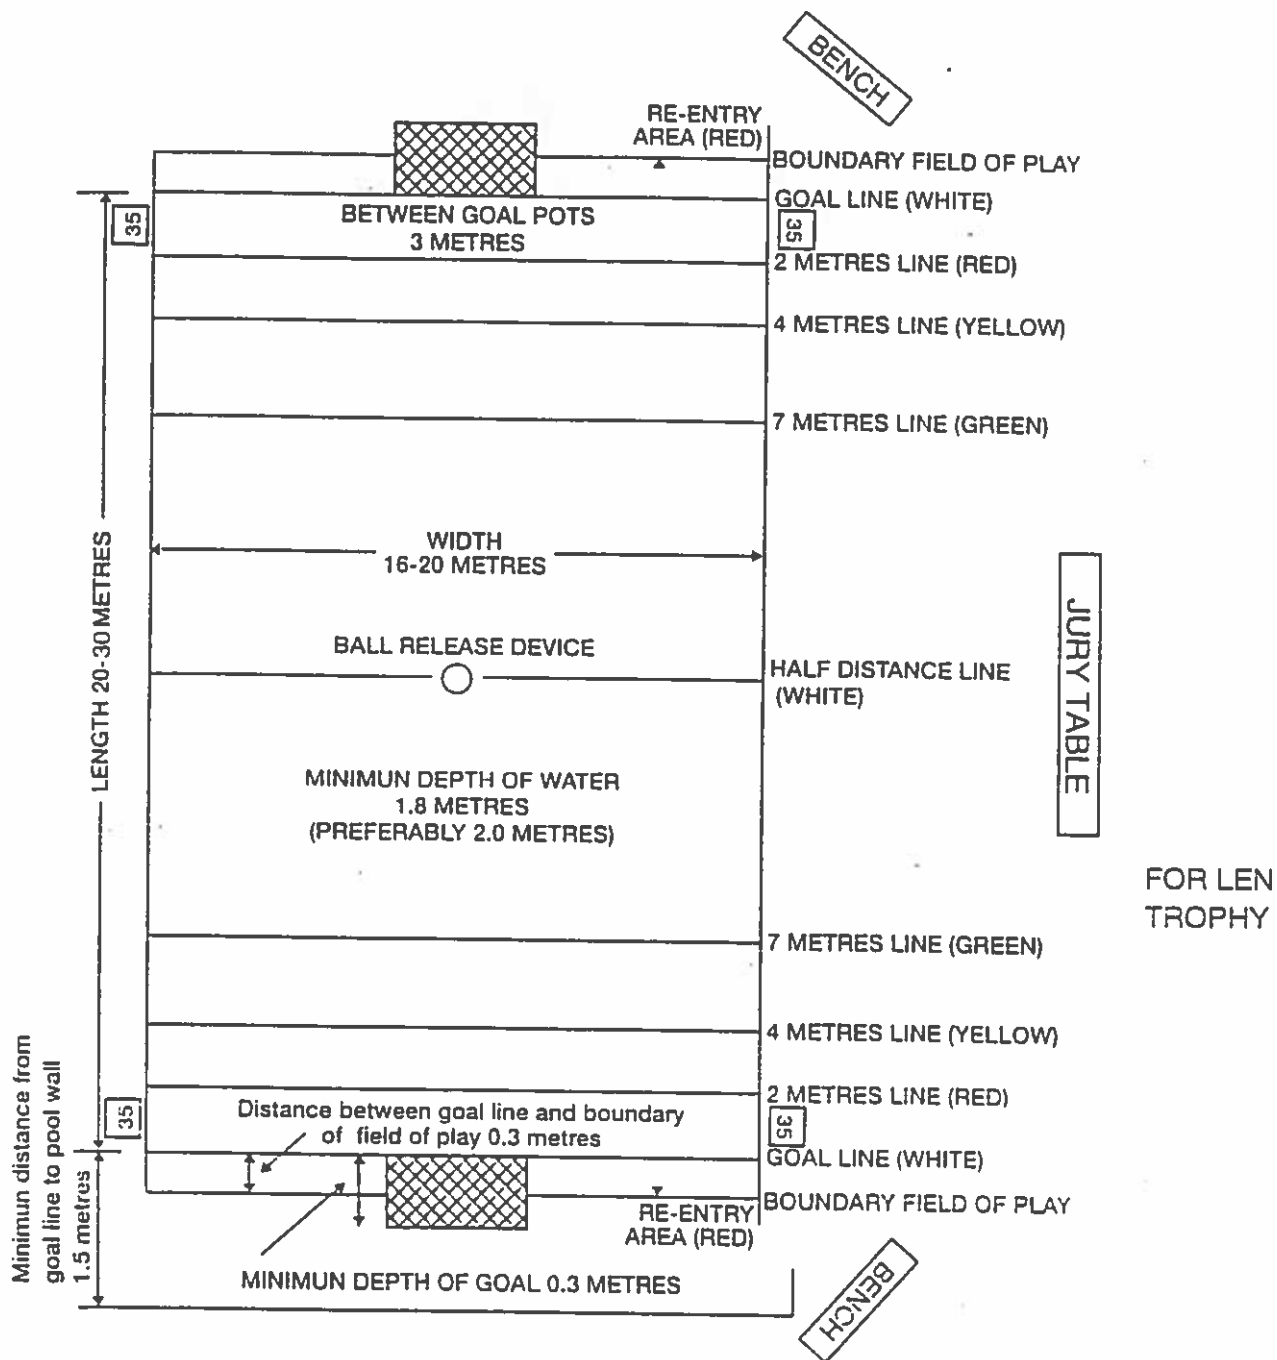 BENCH
RE-ENTRY
AREA (RED)
BOUNDARY FIELD OF PLAY
GOAL LINE (WHITE)
35
BETWEEN GOAL POTS
3 METRES
35
2 METRES LINE (RED)
4 METRES LINE (YELLOW)
7 METRES LINE (GREEN)
LENGTH 20-30 METRES
WIDTH
16-20 METRES
JURY TABLE
BALL RELEASE DEVICE
HALF DISTANCE LINE
(WHITE)
MINIMUN DEPTH OF WATER
1.8 METRES
(PREFERABLY 2.0 METRES)
FOR LEN
TROPHY
7 METRES LINE (GREEN)
4 METRES LINE (YELLOW)
2 METRES LINE (RED)
35
Distance between goal line and boundary
of field of play 0.3 metres
35
GOAL LINE (WHITE)
BOUNDARY FIELD OF PLAY
RE-ENTRY
AREA (RED)
Minimun distance from
goal line to pool wall
1.5 metres
MINIMUN DEPTH OF GOAL 0.3 METRES
BENCH